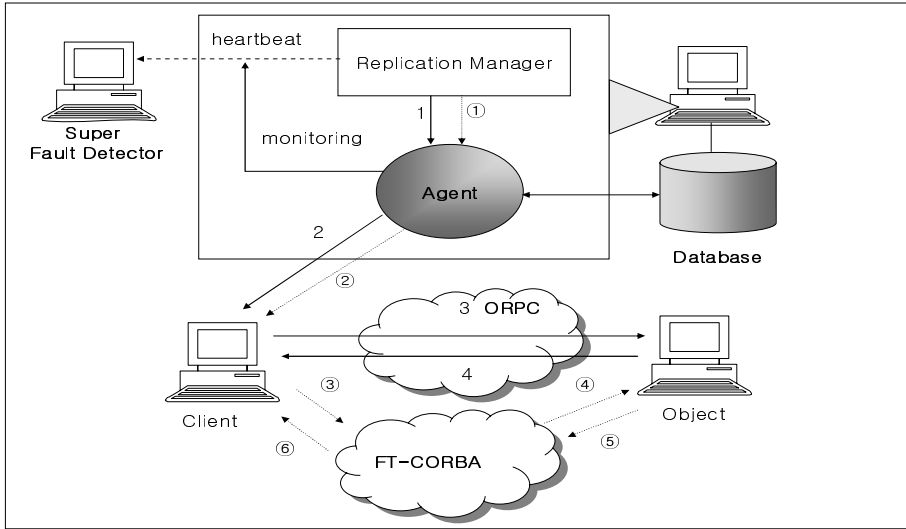 heartbeat
Replication Manager
1
①
Super
Fault Detector
monitoring
Agent
2
②
Database
3 ORPC
4
③
④
Client
Object
⑥
⑤
FT-CORBA